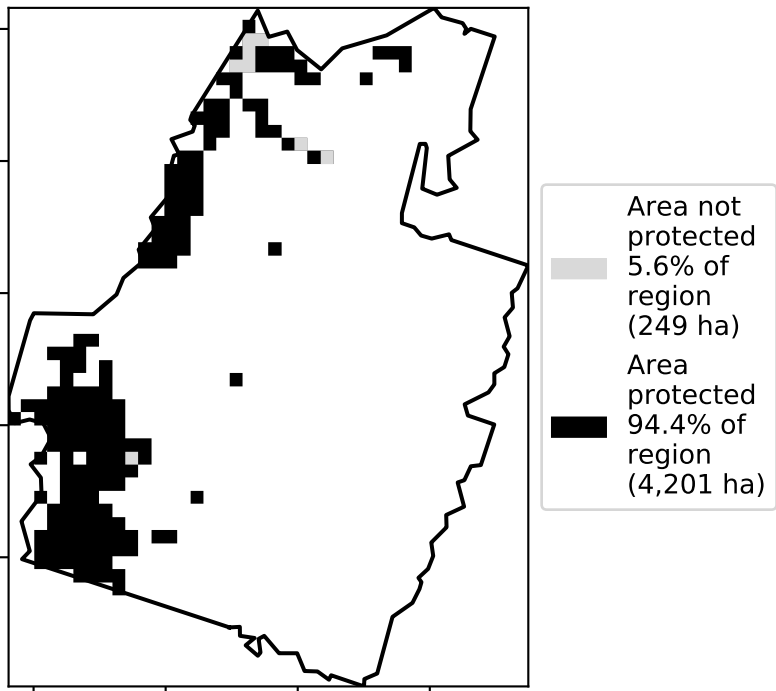 Area not
protected
5.6% of
region
(249 ha)
Area
protected
94.4% of
region
(4,201 ha)